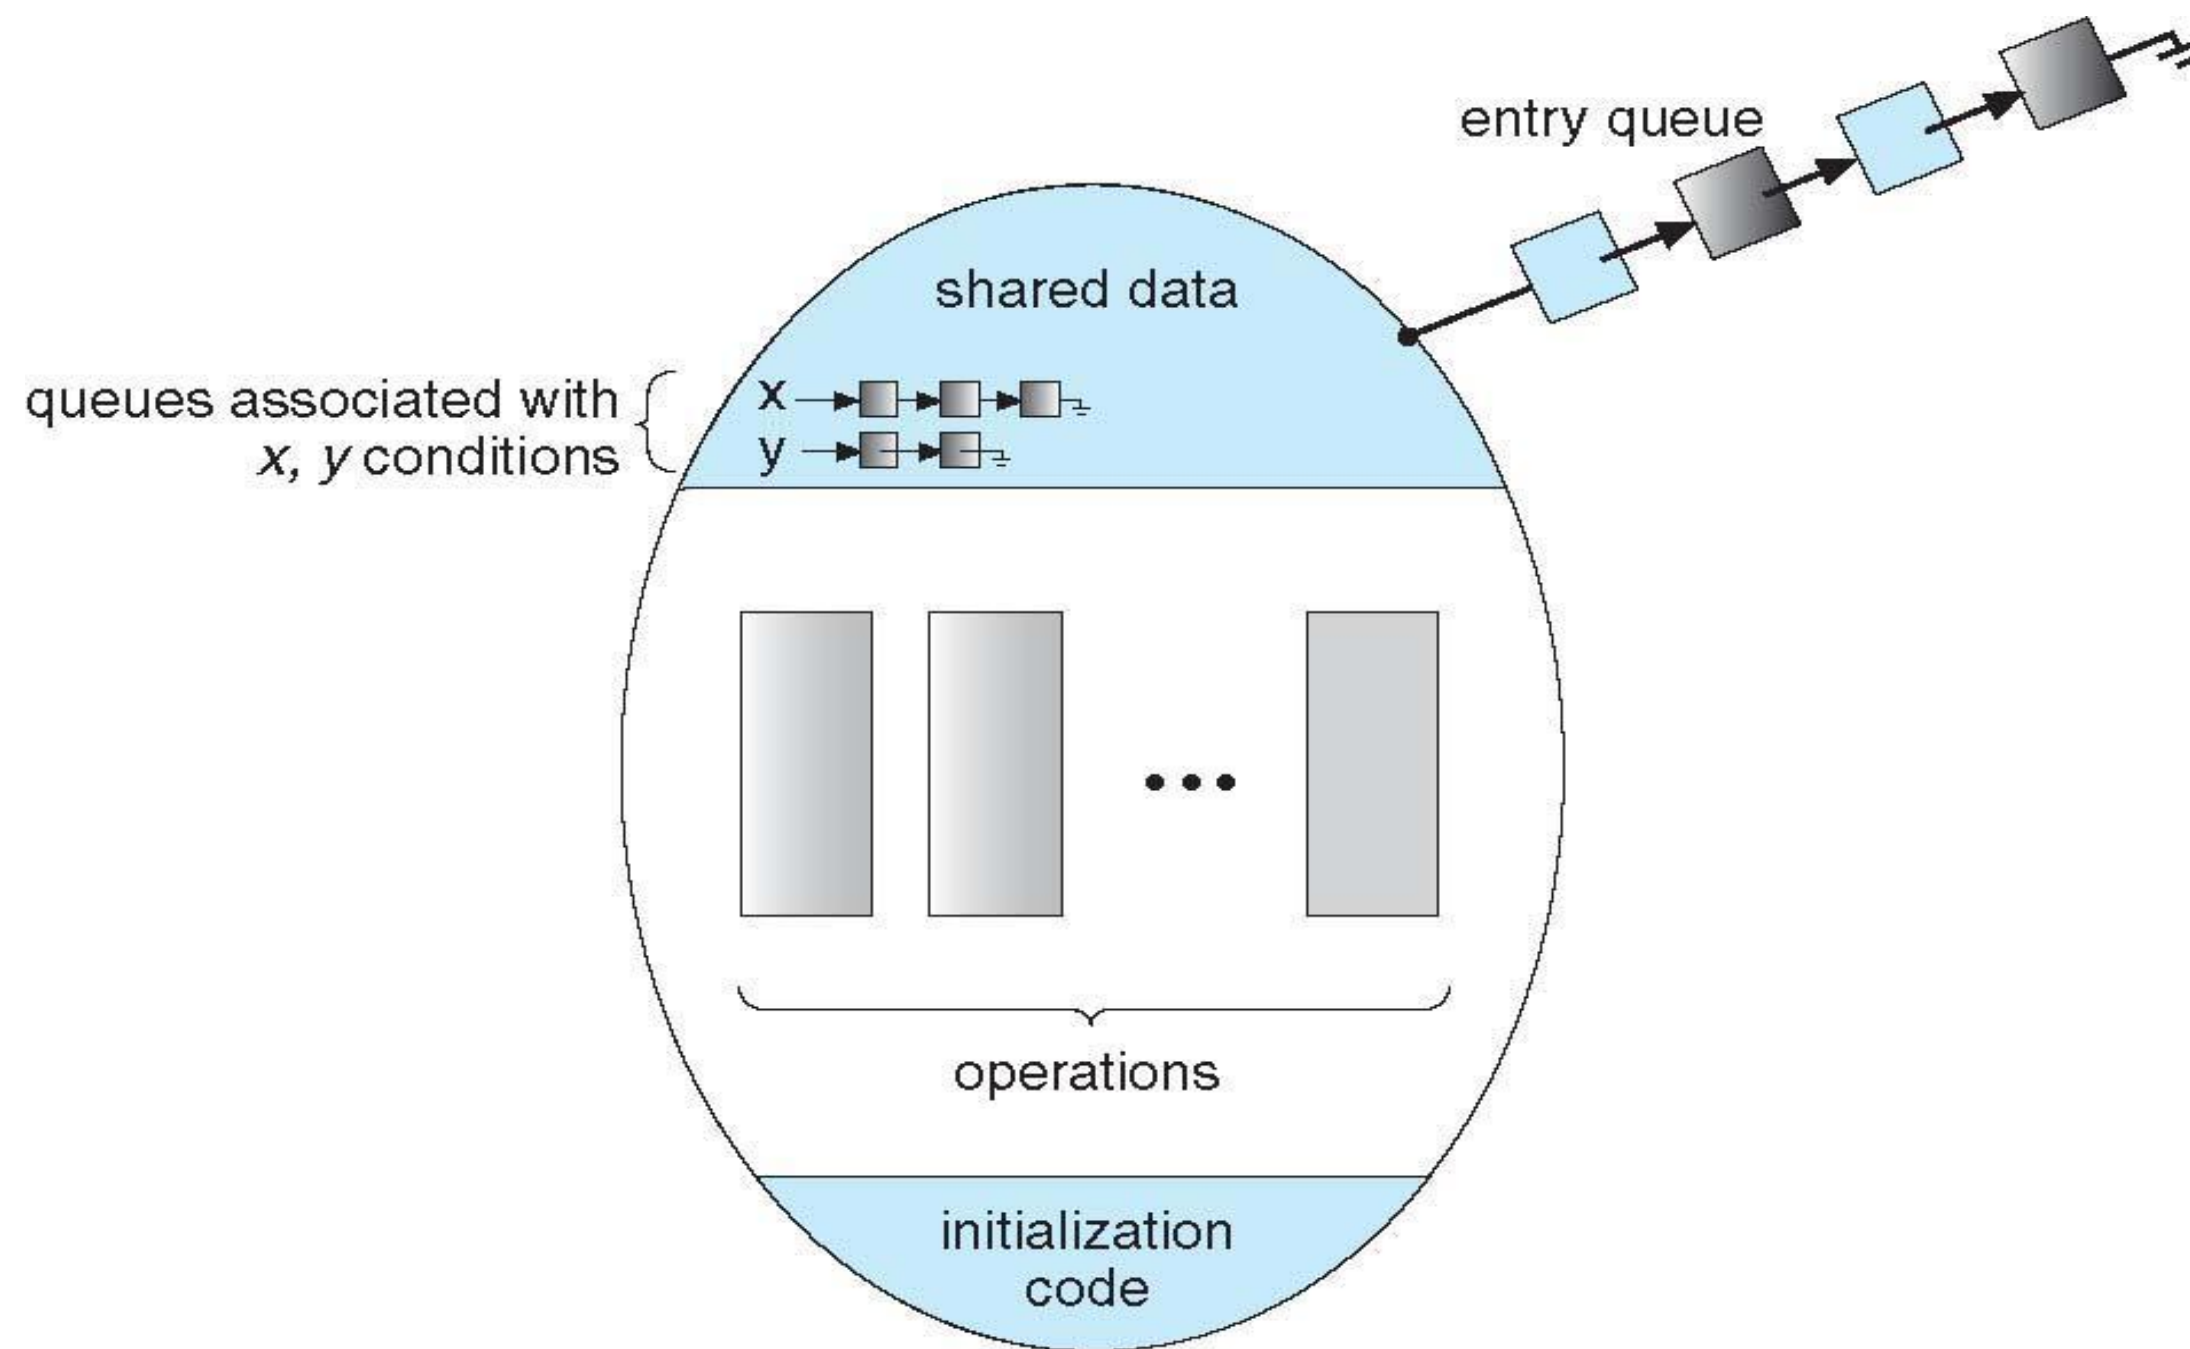 entry queue
shared data
queues associated with
x, y conditions
x
y
operations
initialization
code